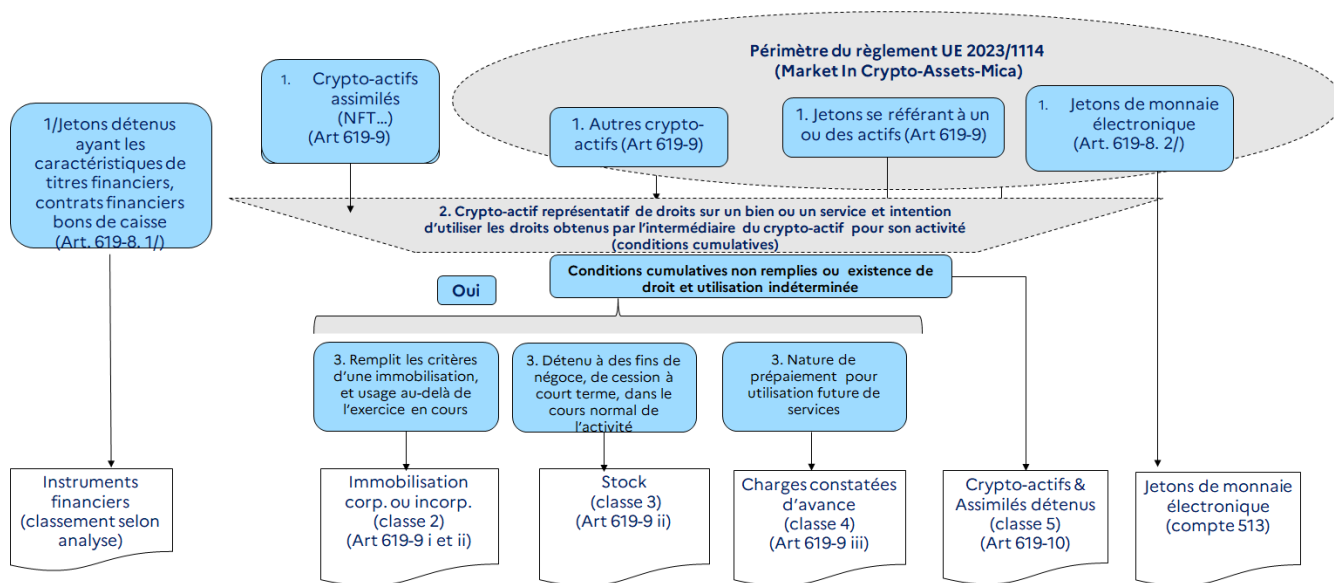 Périmètre du règlement UE 2023/1114
(Market In Crypto-Assets-Mica)
1/Jetons détenus
ayant les
caractéristiques de
titres financiers,
contrats financiers
bons de caisse
(Art. 619-8. 1/)
1. Crypto-actifs
assimilés
(NFT...)
(Art 619-9)
1. Autres crypto-
actifs (Art 619-9)
1. Jetons se référant à un
ou des actifs (Art 619-9)
1. Jetons de monnaie
électronique
(Art. 619-8. 2/)
2. Crypto-actif représentatif de droits sur un bien ou un service et intention
d'utiliser les droits obtenus par l'intermédiaire du crypto-actif pour son activité
(conditions cumulatives)
Oui
Conditions cumulatives non remplies ou existence de
droit et utilisation indéterminée
3. Remplit les critères
d'une immobilisation,
et usage au-delà de
l'exercice en cours
3. Détenu à des fins de
négoce, de cession à
court terme, dans le
cours normal de
l'activité
3. Nature de
prépaiement pour
utilisation future de
services
Instruments
financiers
(classement selon
analyse)
Immobilisation
corp. ou incorp.
(classe 2)
(Art 619-9 i et ii)
Stock
(classe 3)
(Art 619-9 ii)
Charges constatées
d'avance
(classe 4)
(Art 619-9 iii)
Crypto-actifs &
Assimilés détenus
(classe 5)
(Art 619-10)
Jetons de monnaie
électronique
(compte 513)